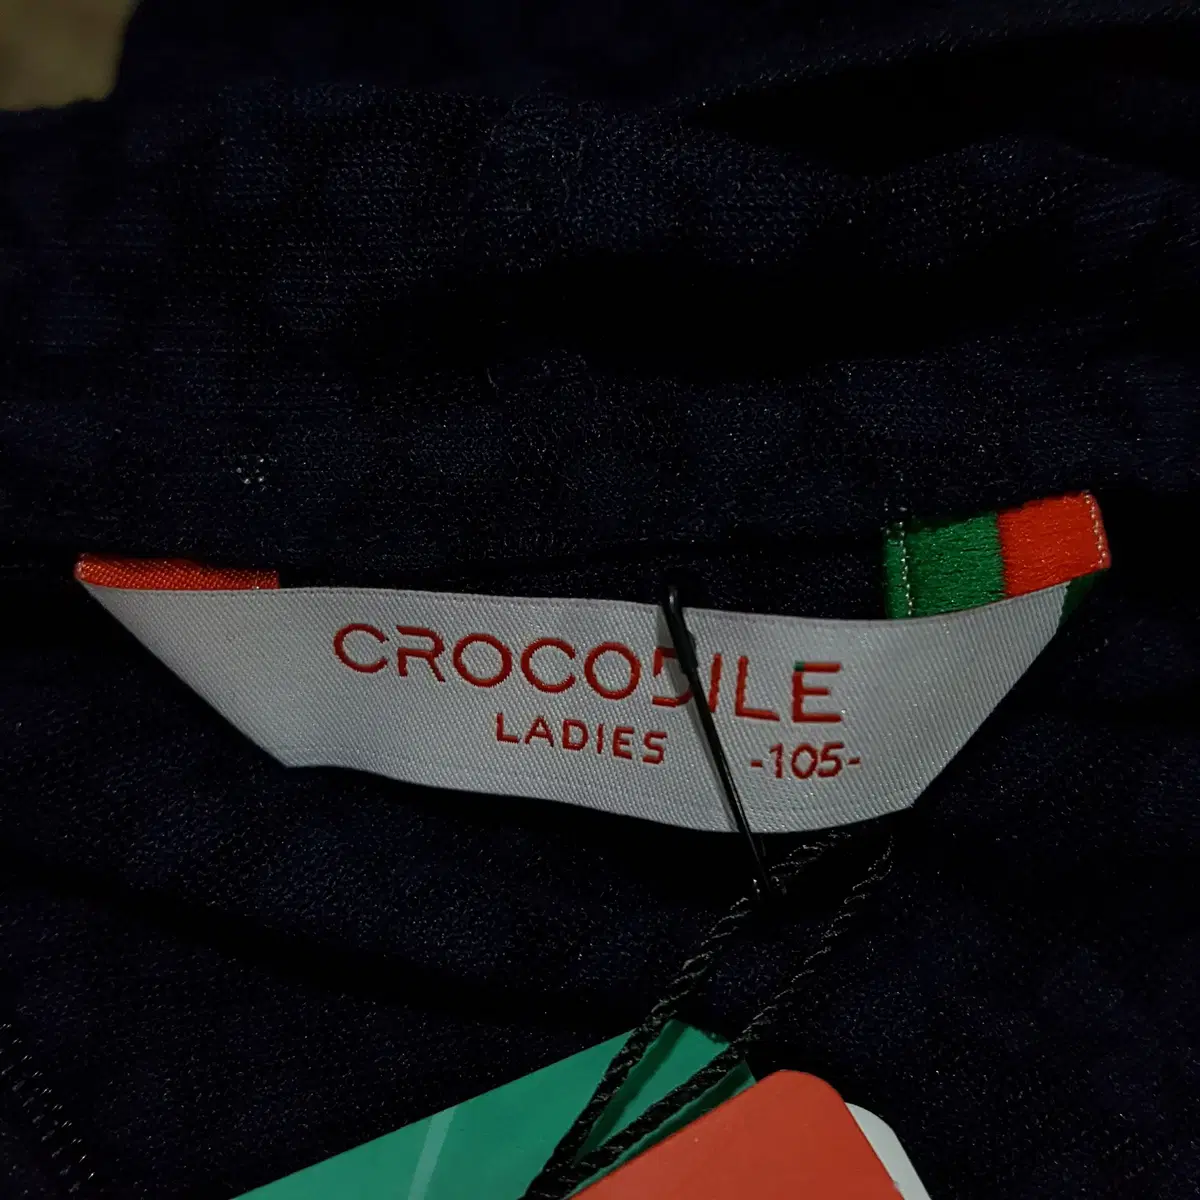 CROCODILE
LADIES
-105-